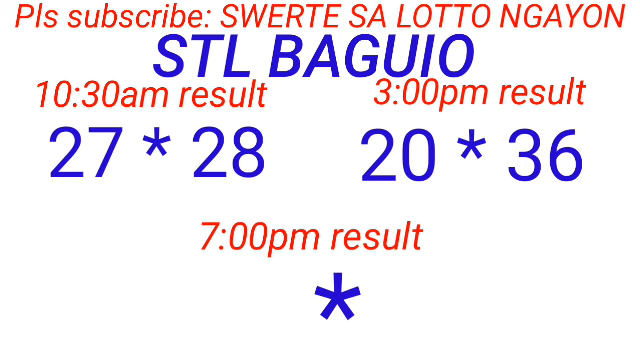 Pls subscribe: SWERTE SA LOTTO NGAYON
STL BAGUIO
10:30am result
3:00pm result
27 * 28
20 * 36
7:00pm result
*